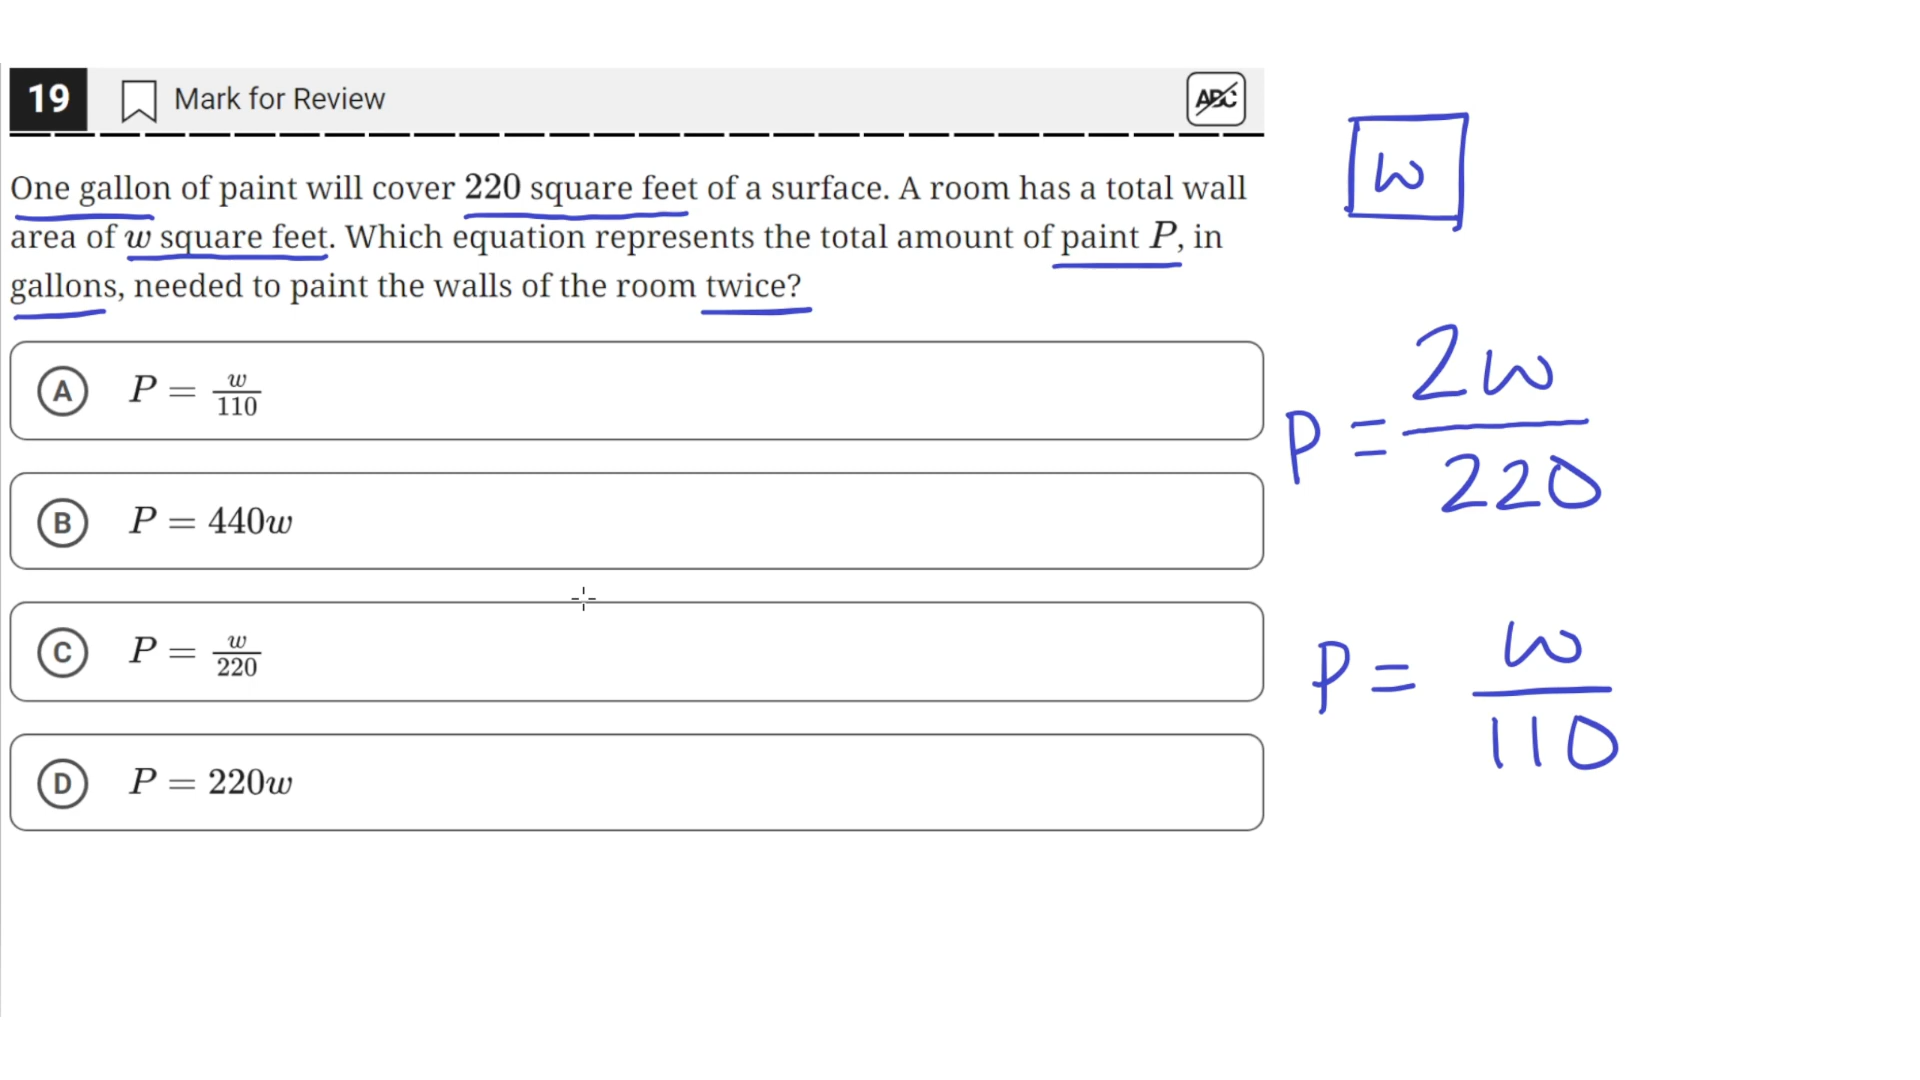 19 Mark for Review ABC
One gallon of paint will cover 220 square feet of a surface. A room has a total wall
area of w square feet. Which equation represents the total amount of paint P, in
gallons, needed to paint the walls of the room twice?
A P = w/110
B P = 440w
C P = w/220
D P = 220w
w
P = 2w/220
P = w/110